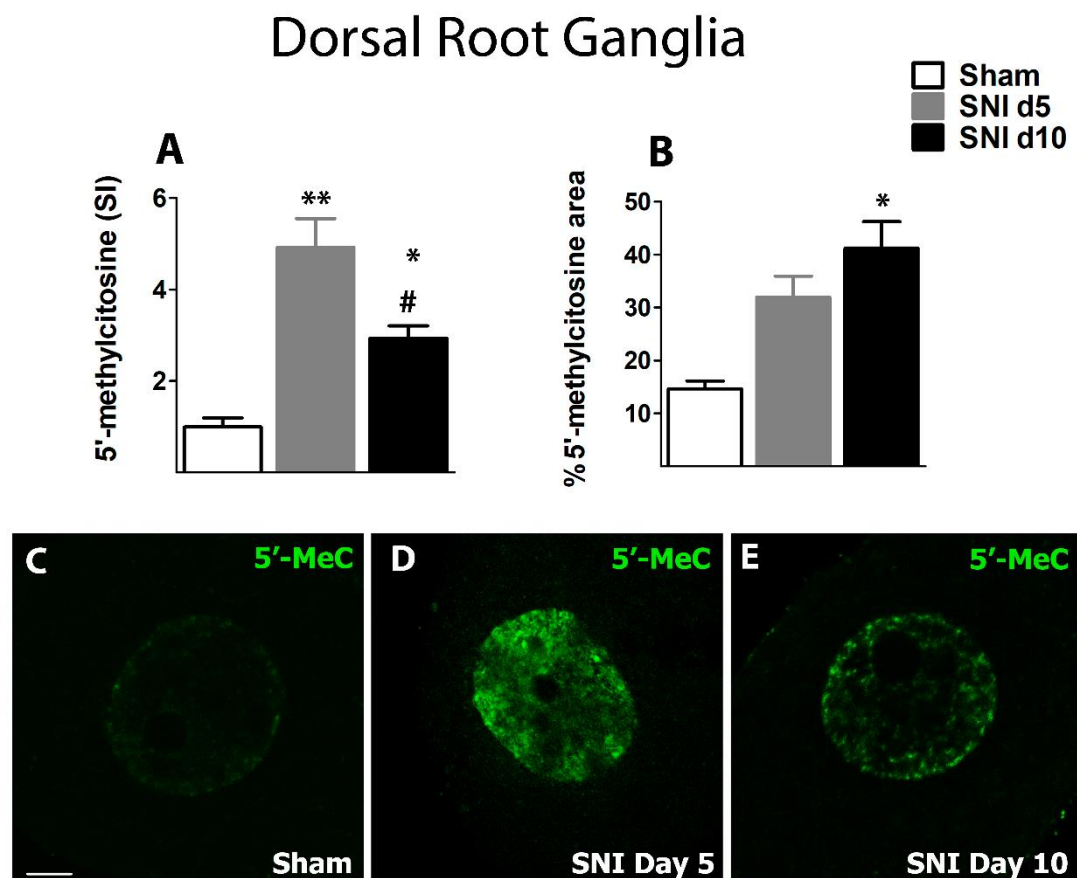 Dorsal Root Ganglia
Sham
SNI d5
SNI d10
A
5'-methylcitosine (SI)
6
4
2
**
*
#
B
% 5'-methylcitosine area
50
40
30
20
10
*
C
5’-MeC
Sham
D
5’-MeC
SNI Day 5
E
5’-MeC
SNI Day 10